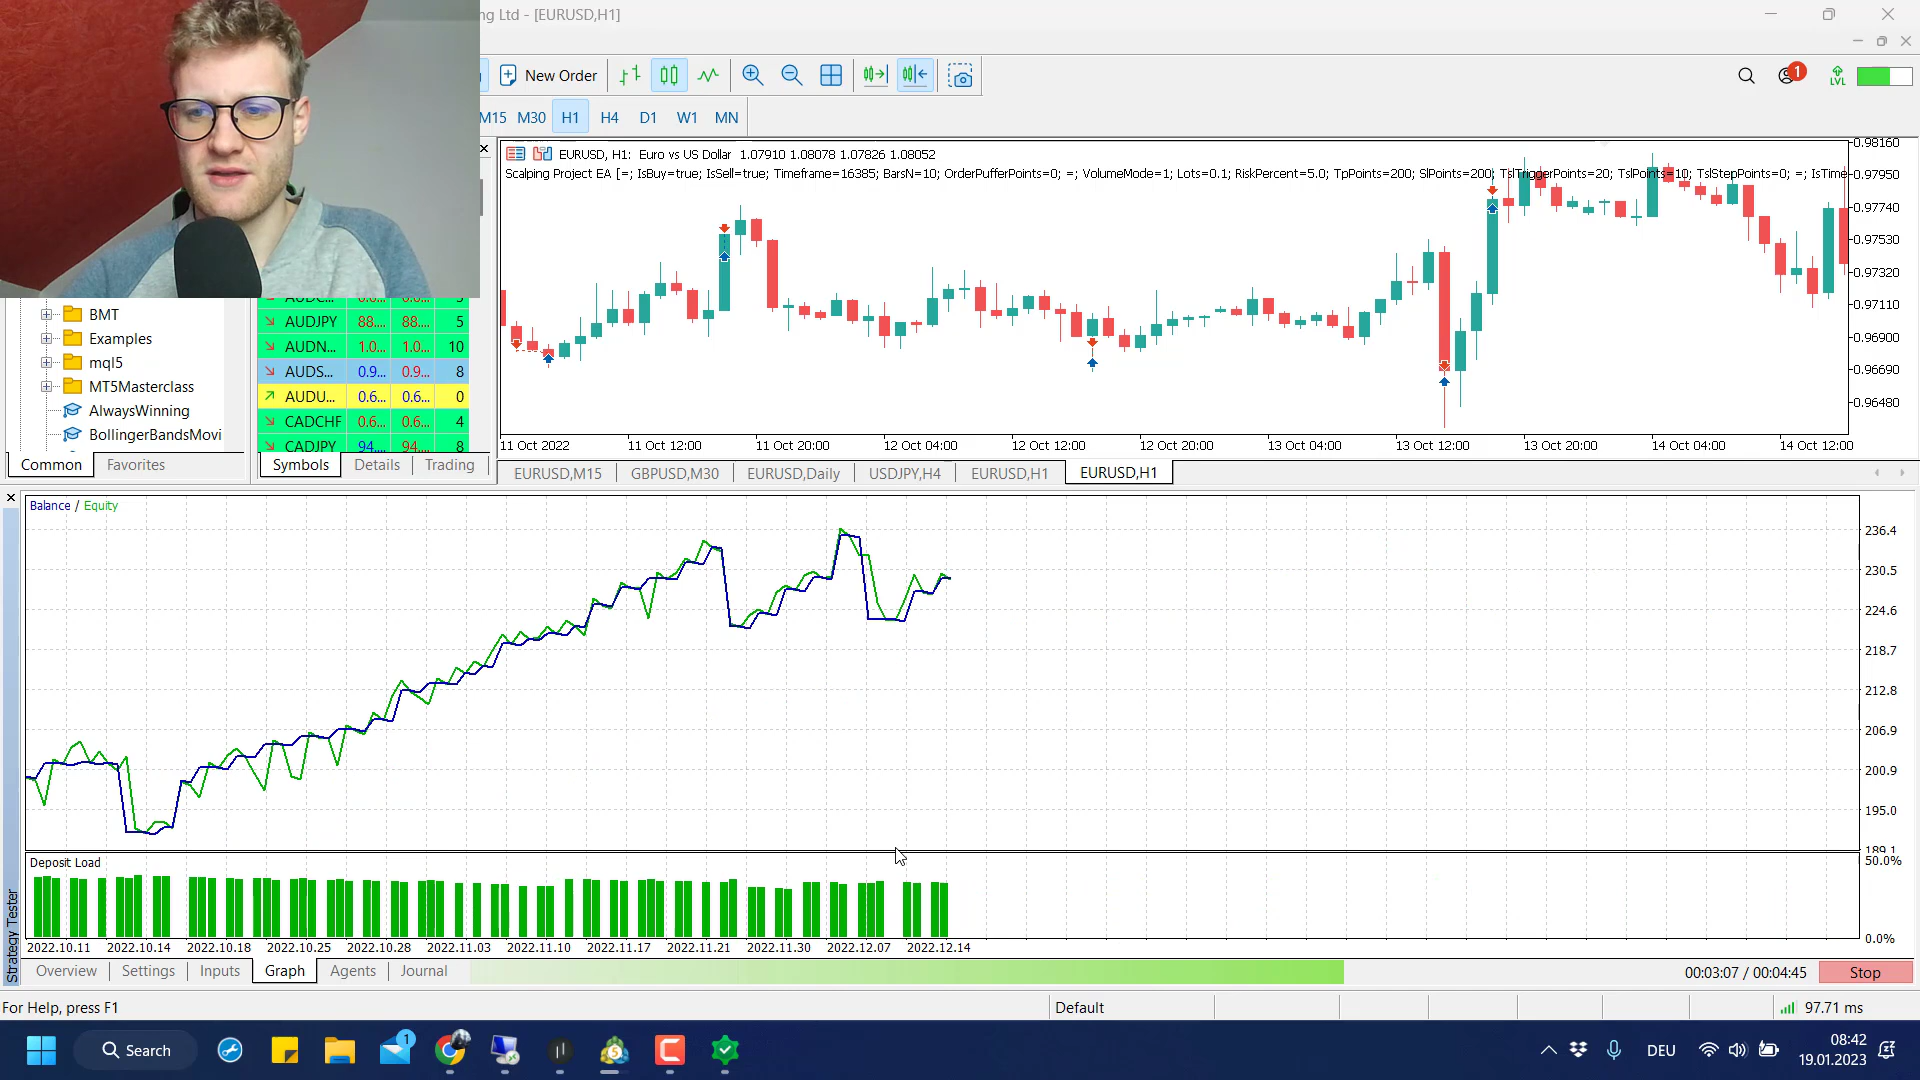 ng Ltd - [EURUSD,H1]
New Order
1
LVL
M15 M30 H1 H4 D1 W1 MN
EURUSD, H1: Euro vs US Dollar 1.07910 1.08078 1.07826 1.08052
Scalping Project EA [=; IsBuy=true; IsSell=true; Timeframe=16385; BarsN=10; OrderPufferPoints=0; =; VolumeMode=1; Lots=0.1; RiskPercent=5.0; TpPoints=200; SlPoints=200; TslTriggerPoints=20; TslPoints=10; TslStepPoints=0; =; IsTime
0.98160
0.97950
0.97740
0.97530
0.97320
0.97110
0.96900
0.96690
0.96480
11 Oct 2022 11 Oct 12:00 11 Oct 20:00 12 Oct 04:00 12 Oct 12:00 12 Oct 20:00 13 Oct 04:00 13 Oct 12:00 13 Oct 20:00 14 Oct 04:00 14 Oct 12:00
BMT
Examples
mql5
MT5Masterclass
AlwaysWinning
BollingerBandsMovi
Common Favorites
AUDC... 0.6... 0.6... 3
AUDJPY 88.... 88.... 5
AUDN... 1.0... 1.0... 10
AUDS... 0.9... 0.9... 8
AUDU... 0.6... 0.6... 0
CADCHF 0.6... 0.6... 4
CADJPY 94.... 94.... 8
Symbols Details Trading
EURUSD,M15 GBPUSD,M30 EURUSD,Daily USDJPY,H4 EURUSD,H1 EURUSD,H1
Balance / Equity
236.4
230.5
224.6
218.7
212.8
206.9
200.9
195.0
189.1
Deposit Load
50.0%
0.0%
2022.10.11 2022.10.14 2022.10.18 2022.10.25 2022.10.28 2022.11.03 2022.11.10 2022.11.17 2022.11.21 2022.11.30 2022.12.07 2022.12.14
Strategy Tester
Overview Settings Inputs Graph Agents Journal
00:03:07 / 00:04:45 Stop
For Help, press F1
Default
97.71 ms
Search
1
DEU
08:42
19.01.2023